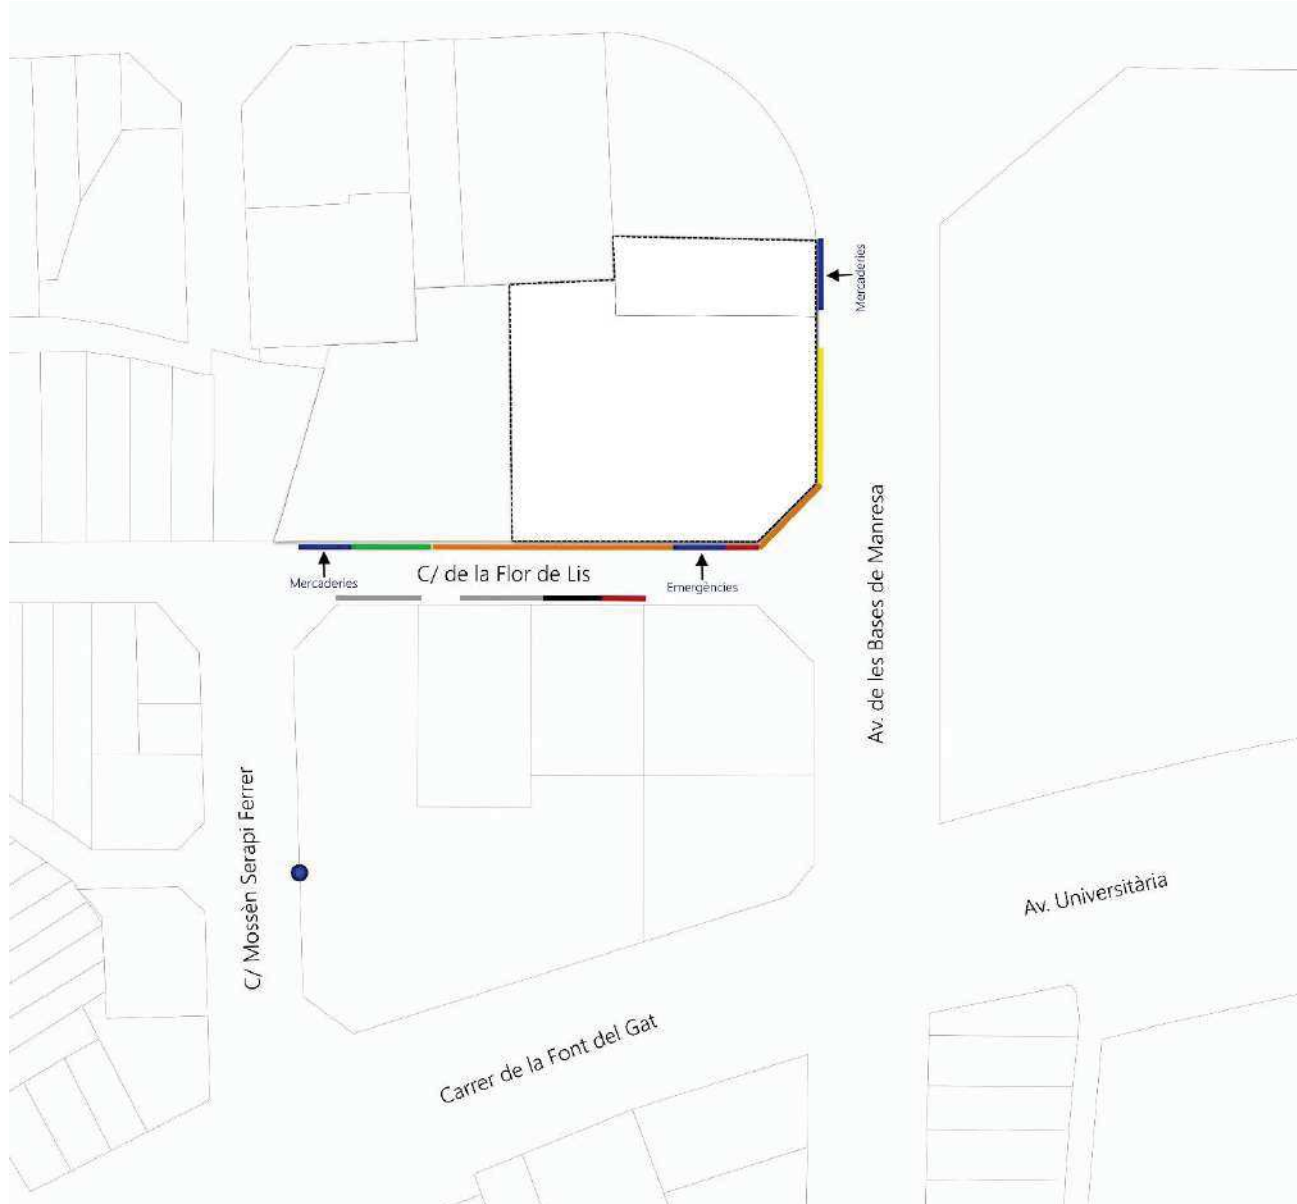 Mercaderies
C/ de la Flor de Lis
Mercaderies
Emergències
Av. de les Bases de Manresa
C/ Mossèn Serapi Ferrer
Av. Universitària
Carrer de la Font del Gat